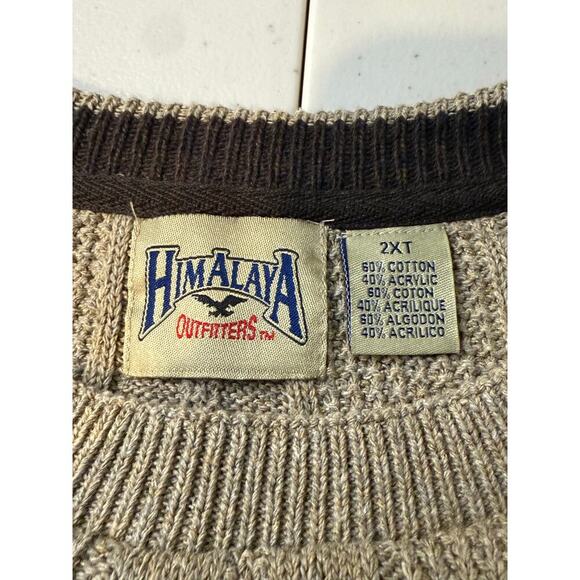 HIMALAYA
OUTFITTERS TM
2XT
60% COTTON
40% ACRYLIC
60% COTON
40% ACRILIQUE
60% ALGODON
40% ACRILICO